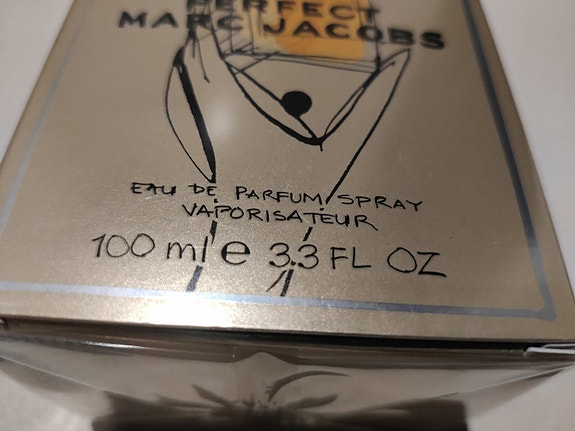 PERFECT
MARC JACOBS
EAU DE PARFUM SPRAY
VAPORISATEUR
100 ml e 3.3 FL OZ